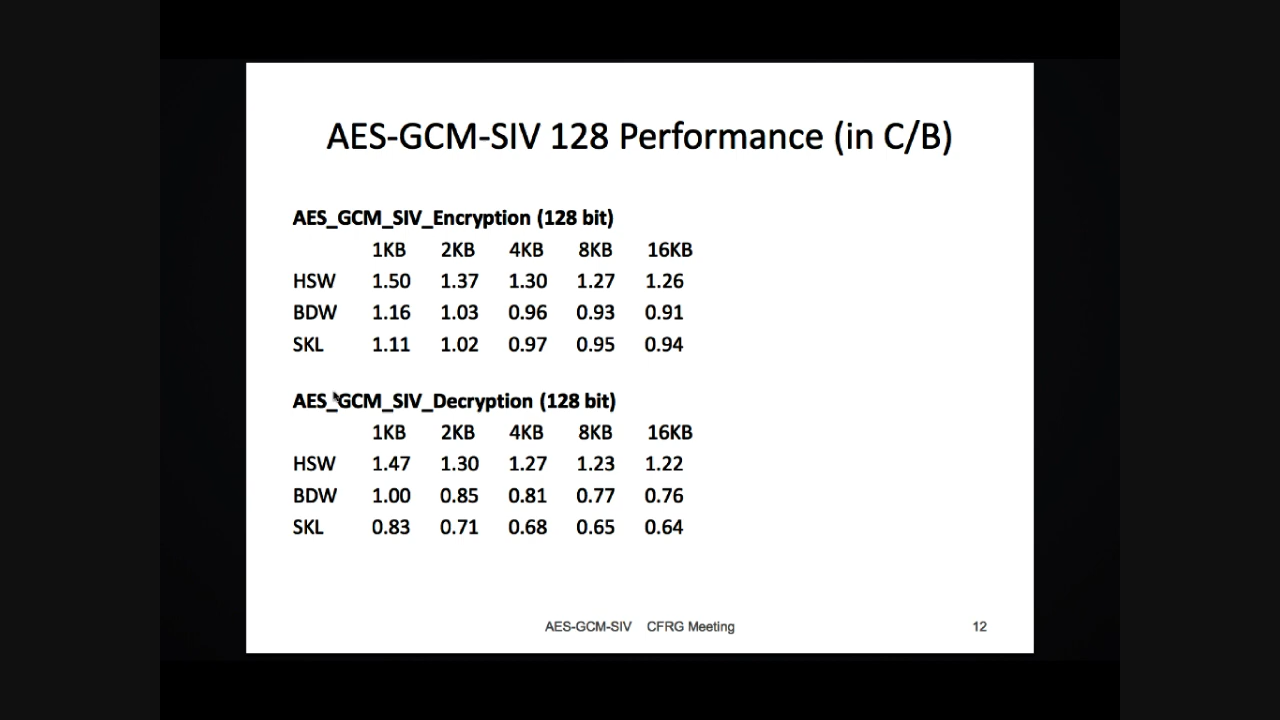 AES-GCM-SIV 128 Performance (in C/B)
AES_GCM_SIV_Encryption (128 bit)
1KB 2KB 4KB 8KB 16KB
HSW 1.50 1.37 1.30 1.27 1.26
BDW 1.16 1.03 0.96 0.93 0.91
SKL 1.11 1.02 0.97 0.95 0.94
AES_GCM_SIV_Decryption (128 bit)
1KB 2KB 4KB 8KB 16KB
HSW 1.47 1.30 1.27 1.23 1.22
BDW 1.00 0.85 0.81 0.77 0.76
SKL 0.83 0.71 0.68 0.65 0.64
AES-GCM-SIV CFRG Meeting 12